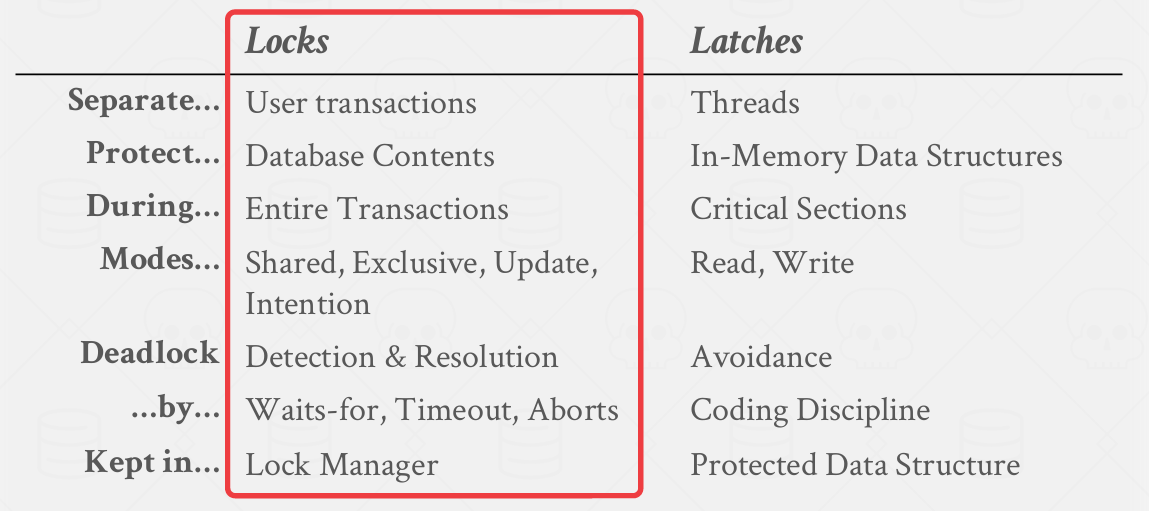 Locks Latches
Separate... User transactions Threads
Protect... Database Contents In-Memory Data Structures
During... Entire Transactions Critical Sections
Modes... Shared, Exclusive, Update, Read, Write
Intention
Deadlock Detection & Resolution Avoidance
...by... Waits-for, Timeout, Aborts Coding Discipline
Kept in... Lock Manager Protected Data Structure